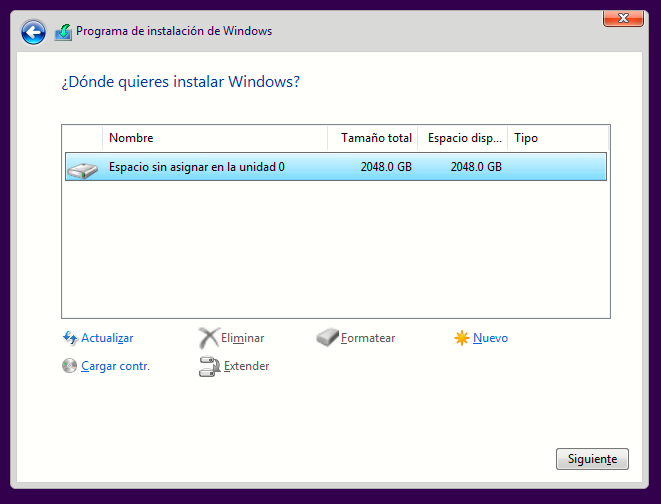 Programa de instalación de Windows
¿Dónde quieres instalar Windows?
Nombre Tamaño total Espacio disp... Tipo
Espacio sin asignar en la unidad 0 2048.0 GB 2048.0 GB
Actualizar Eliminar Formatear Nuevo
Cargar contr. Extender
Siguiente